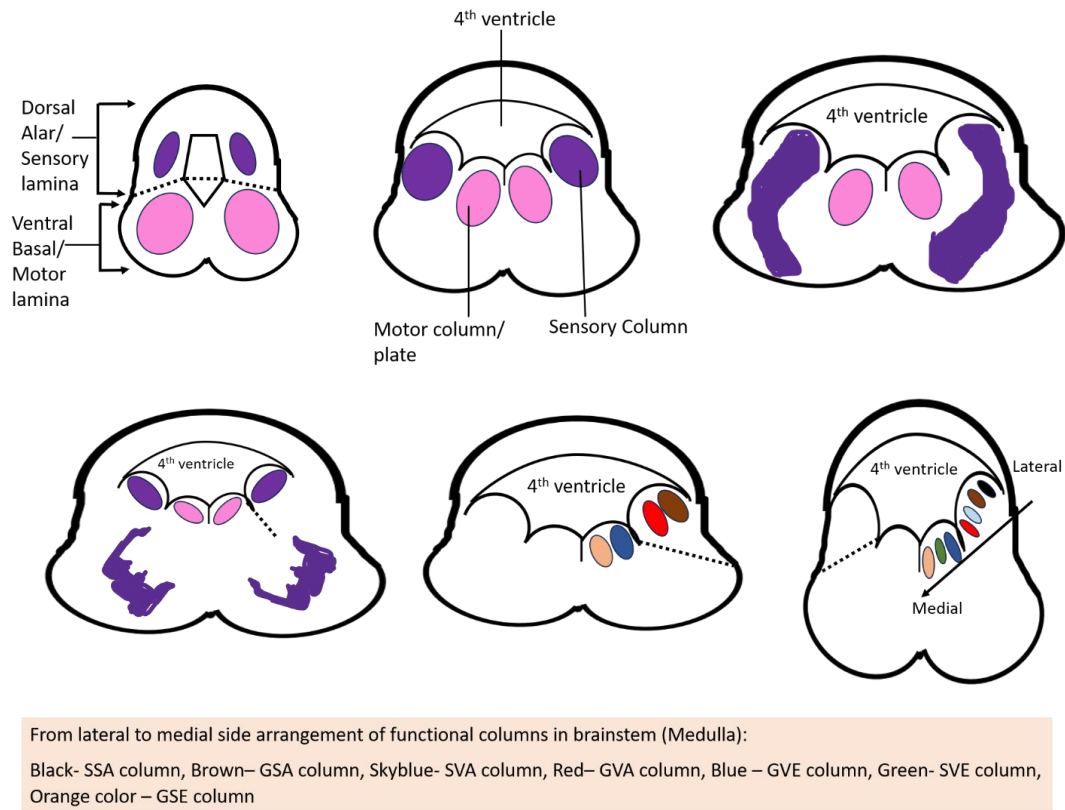 4th ventricle
Dorsal
Alar/
Sensory
lamina
Ventral
Basal/
Motor
lamina
4th ventricle
Motor column/
plate
Sensory Column
4th ventricle
4th ventricle
4th ventricle
Lateral
Medial
From lateral to medial side arrangement of functional columns in brainstem (Medulla):
Black- SSA column, Brown– GSA column, Skyblue- SVA column, Red– GVA column, Blue – GVE column, Green- SVE column,
Orange color – GSE column